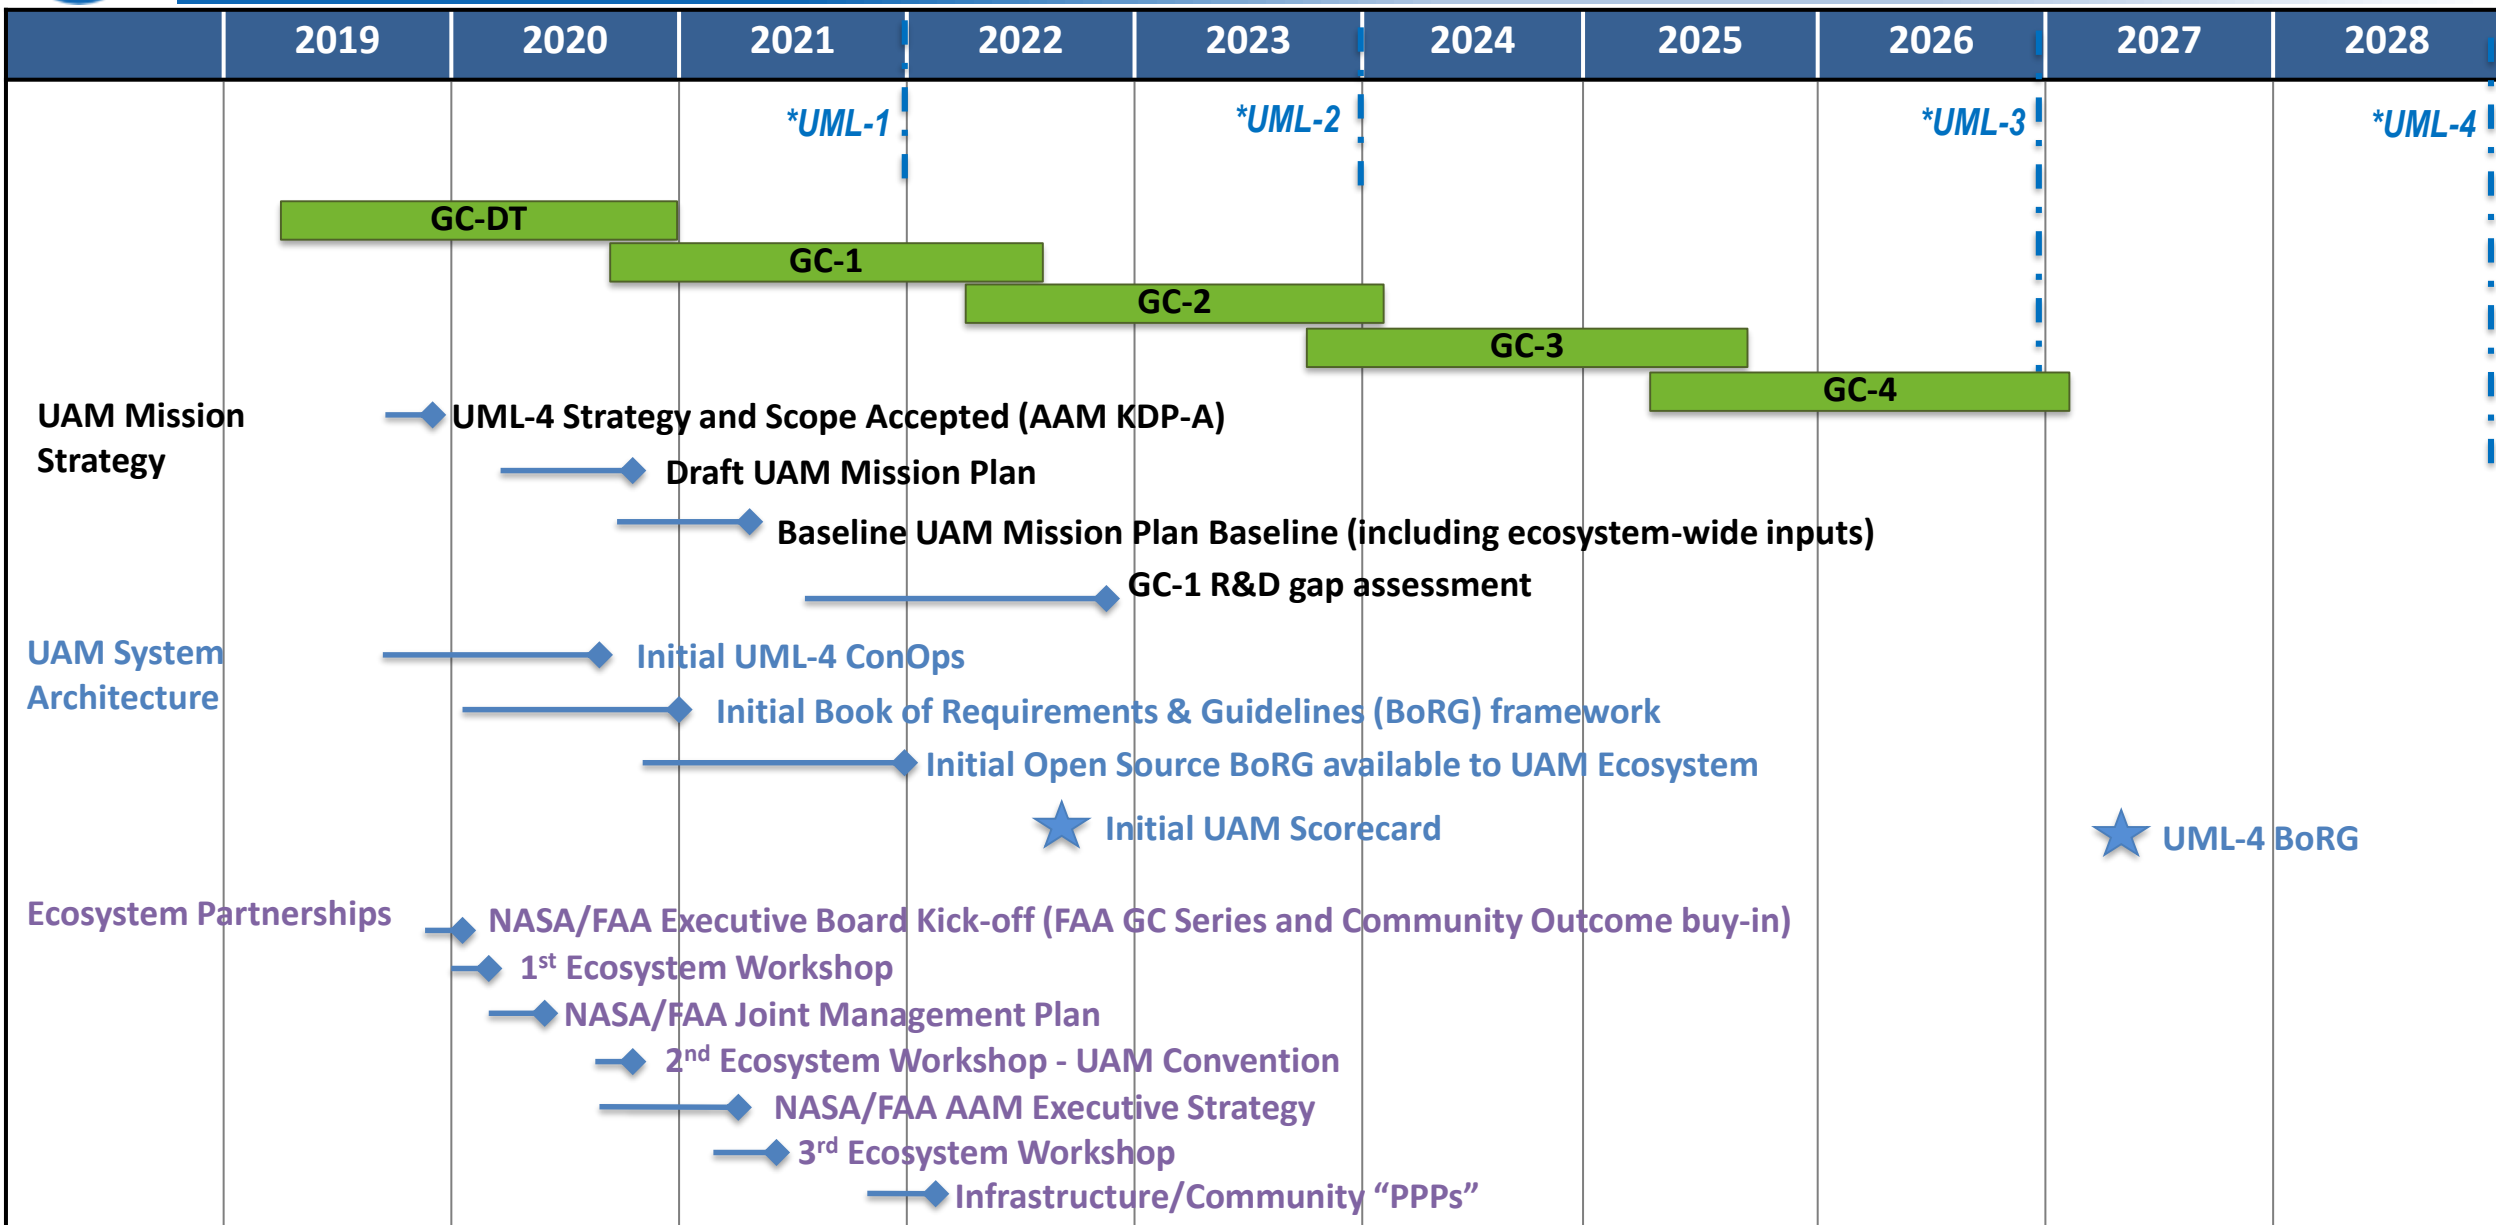 2019 2020 2021 2022 2023 2024 2025 2026 2027 2028
*UML-1 *UML-2 *UML-3 *UML-4
GC-DT
GC-1
GC-2
GC-3
GC-4
UAM Mission
Strategy
UML-4 Strategy and Scope Accepted (AAM KDP-A)
Draft UAM Mission Plan
Baseline UAM Mission Plan Baseline (including ecosystem-wide inputs)
GC-1 R&D gap assessment
UAM System
Architecture
Initial UML-4 ConOps
Initial Book of Requirements & Guidelines (BoRG) framework
Initial Open Source BoRG available to UAM Ecosystem
Initial UAM Scorecard
UML-4 BoRG
Ecosystem Partnerships
NASA/FAA Executive Board Kick-off (FAA GC Series and Community Outcome buy-in)
1st Ecosystem Workshop
NASA/FAA Joint Management Plan
2nd Ecosystem Workshop - UAM Convention
NASA/FAA AAM Executive Strategy
3rd Ecosystem Workshop
Infrastructure/Community “PPPs”